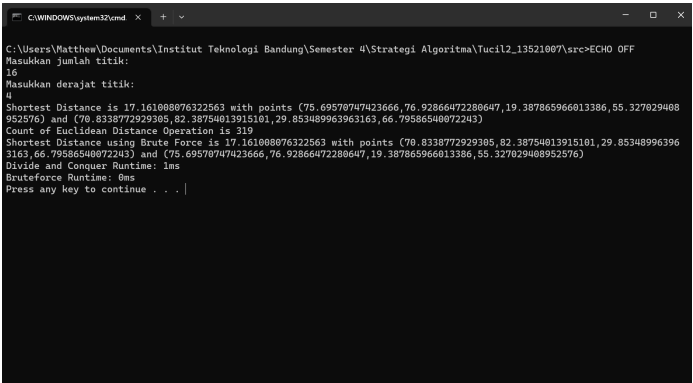 C:\WINDOWS\system32\cmd.
C:\Users\Matthew\Documents\Institut Teknologi Bandung\Semester 4\Strategi Algoritma\Tucil2_13521007\src>ECHO OFF
Masukkan jumlah titik:
16
Masukkan derajat titik:
4
Shortest Distance is 17.161008076322563 with points (75.69570747423666,76.92866472280647,19.387865966013386,55.327029408
952576) and (70.8338772929305,82.38754013915101,29.853489963963163,66.79586540072243)
Count of Euclidean Distance Operation is 319
Shortest Distance using Brute Force is 17.161008076322563 with points (70.8338772929305,82.38754013915101,29.85348996396
3163,66.79586540072243) and (75.69570747423666,76.92866472280647,19.387865966013386,55.327029408952576)
Divide and Conquer Runtime: 1ms
Bruteforce Runtime: 0ms
Press any key to continue . . .